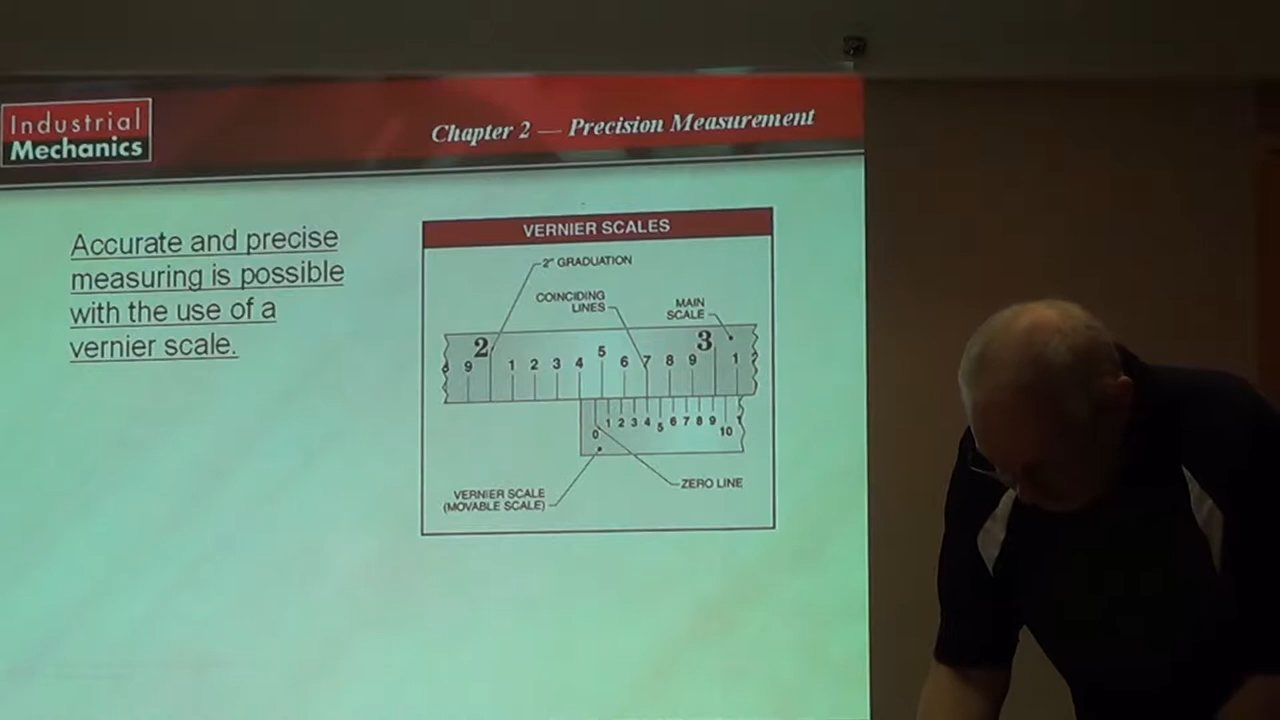 Industrial
Mechanics
Chapter 2 — Precision Measurement
Accurate and precise
measuring is possible
with the use of a
vernier scale.
VERNIER SCALES
2" GRADUATION
COINCIDING
LINES
MAIN
SCALE
2 3
9 1 2 3 4 5 6 7 8 9 1
0 1 2 3 4 5 6 7 8 9 10
ZERO LINE
VERNIER SCALE
(MOVABLE SCALE)